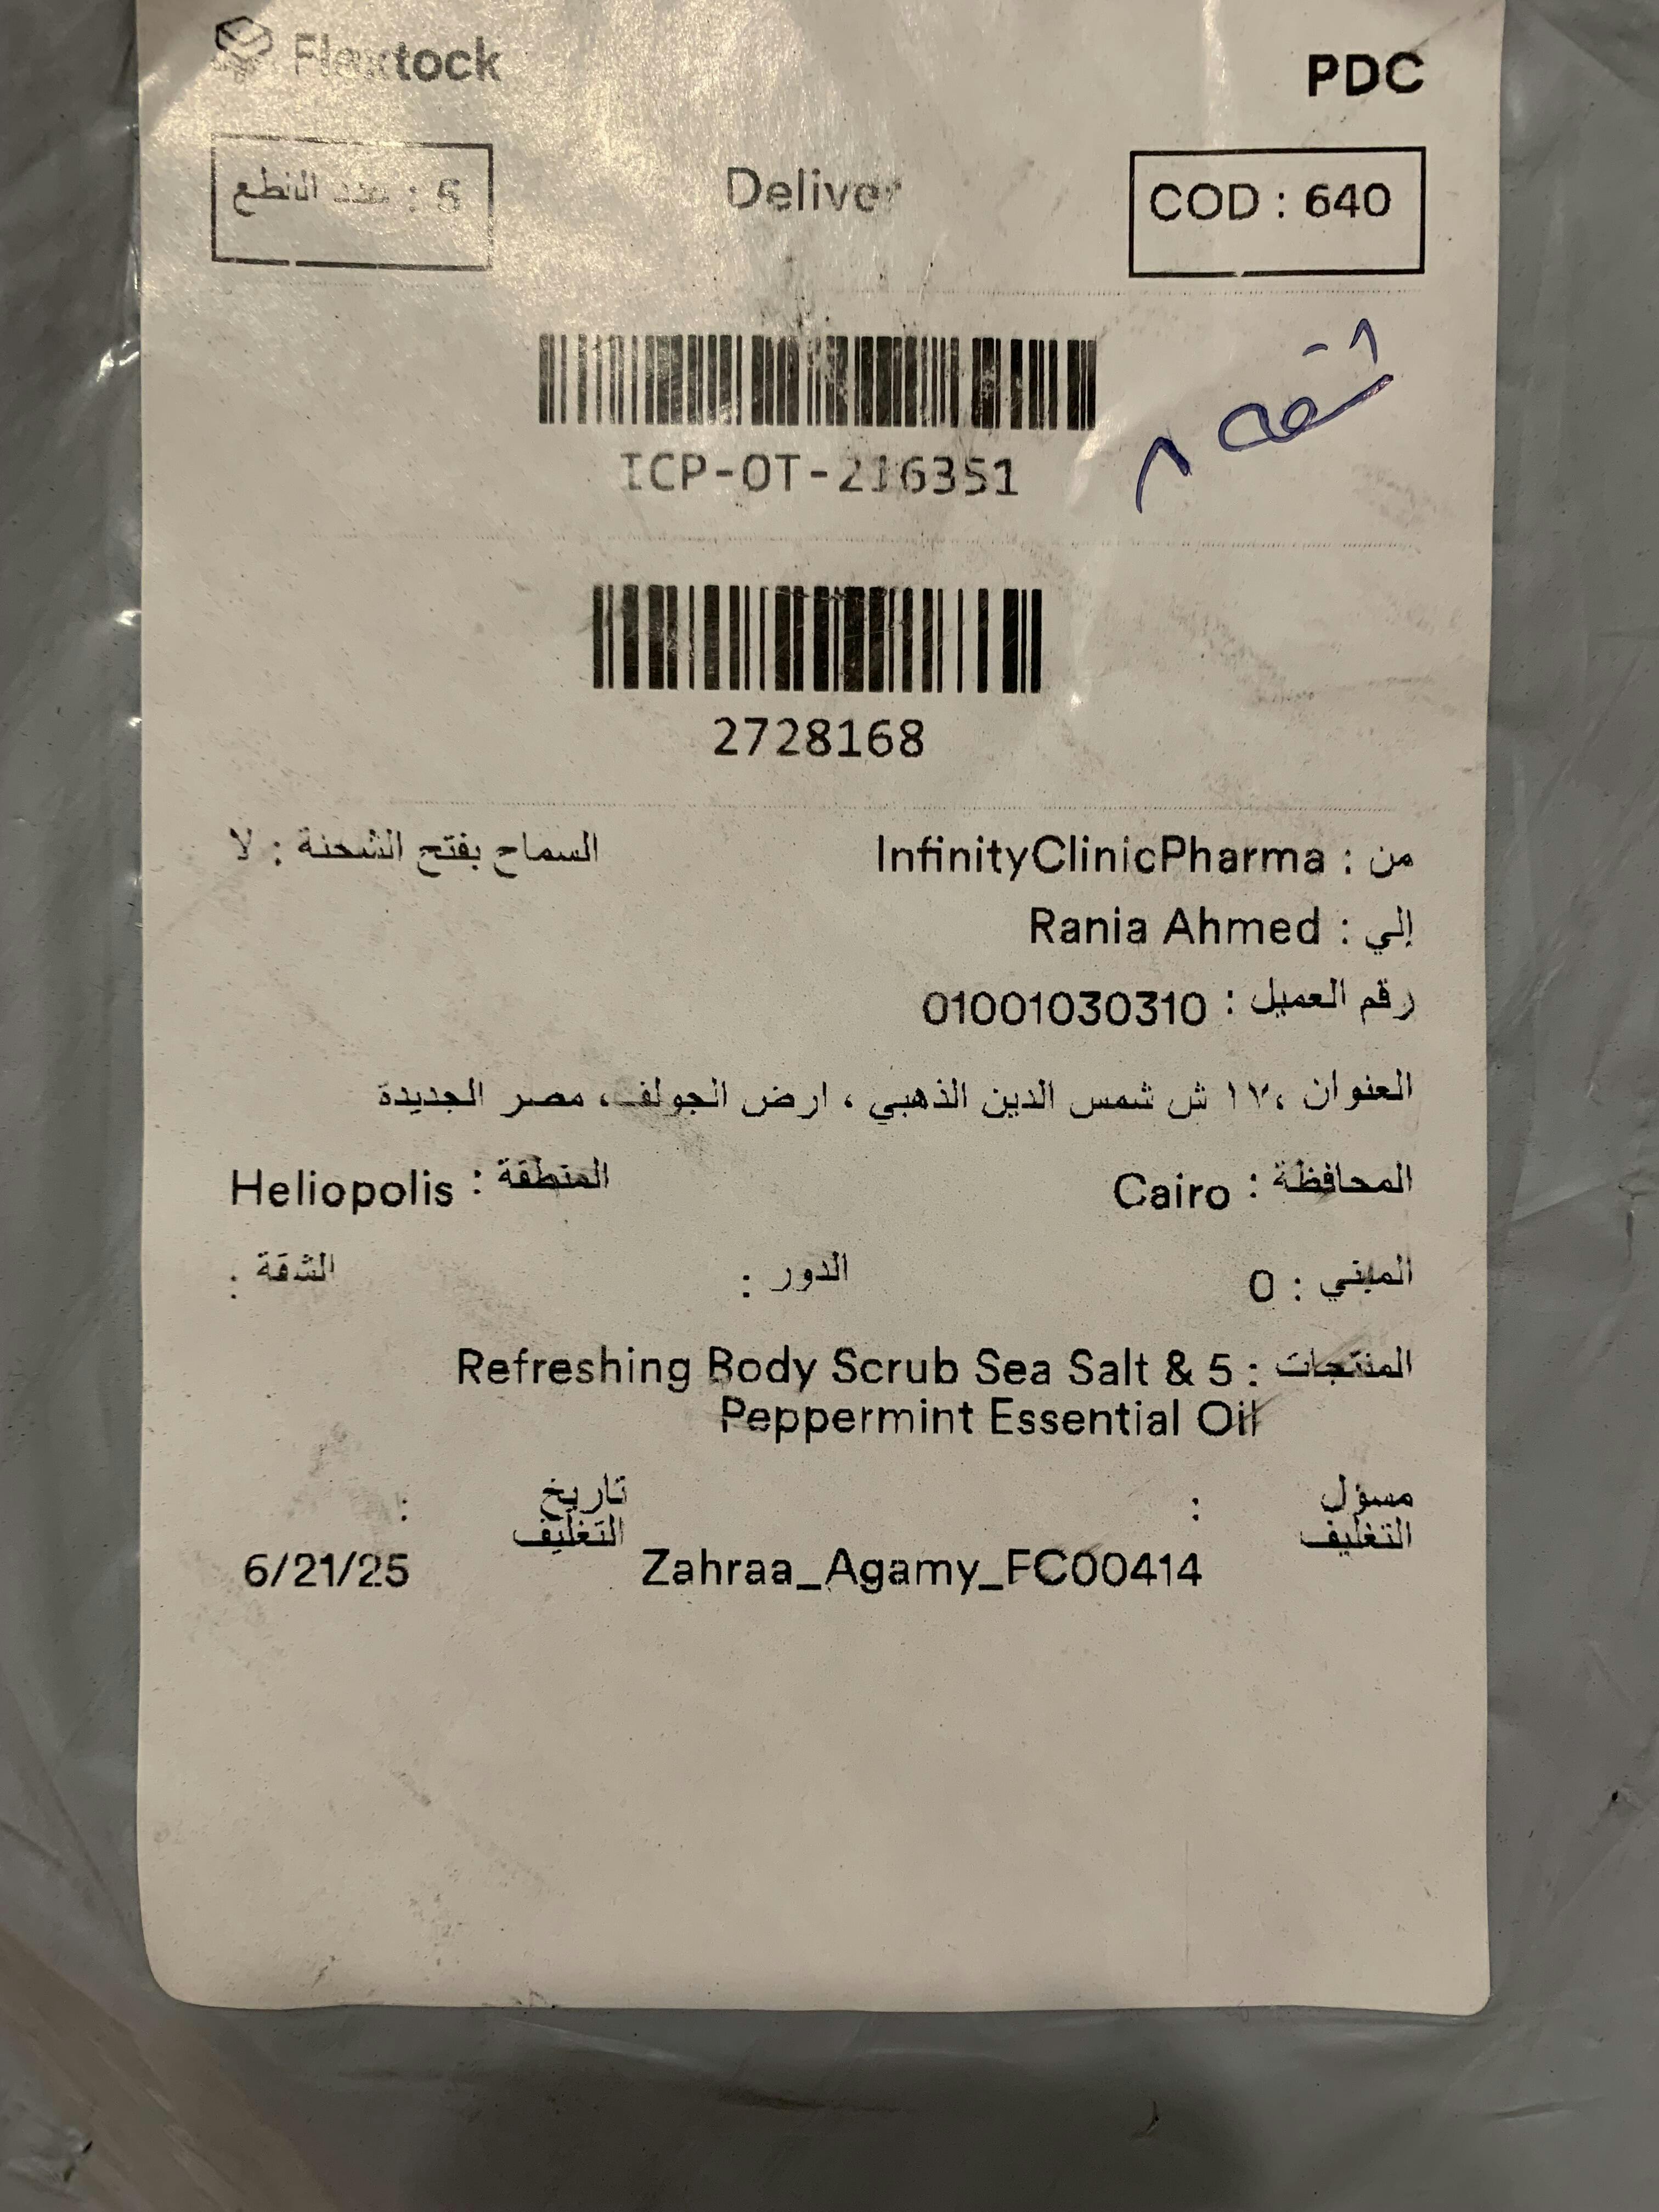 Flextock
PDC
عدد القطع : 5
Deliver
COD : 640
ICP-OT-216351
شقة ٨
2728168
من : InfinityClinicPharma
السماح بفتح الشحنة : لا
إلي : Rania Ahmed
رقم العميل : 01001030310
العنوان ،١٧، ش شمس الدين الذهبي ، ارض الجولف، مصر الجديدة
المحافظة : Cairo
المنطقة : Heliopolis
المبني : 0
الدور :
الشقة :
المنتجات : Refreshing Body Scrub Sea Salt & 5
Peppermint Essential Oil
مسؤل
التغليف
:
Zahraa_Agamy_FC00414
تاريخ
التغليف
:
6/21/25